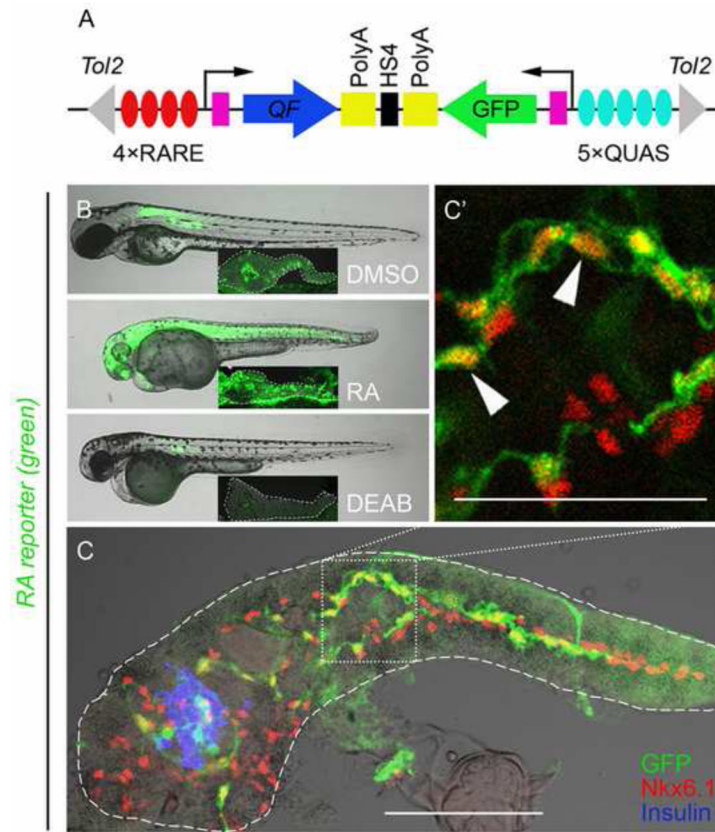 A
Tol2
PolyA
HS4
PolyA
Tol2
QF
GFP
4×RARE
5×QUAS
RA reporter (green)
B
DMSO
RA
DEAB
C'
C
GFP
Nkx6.1
Insulin